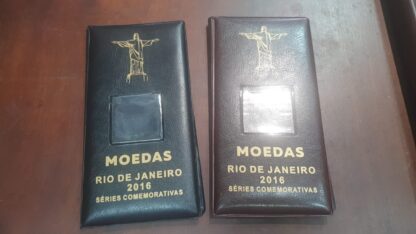 MOEDAS
RIO DE JANEIRO
2016
SÉRIES COMEMORATIVAS
MOEDAS
RIO DE JANEIRO
2016
SÉRIES COMEMORATIVAS